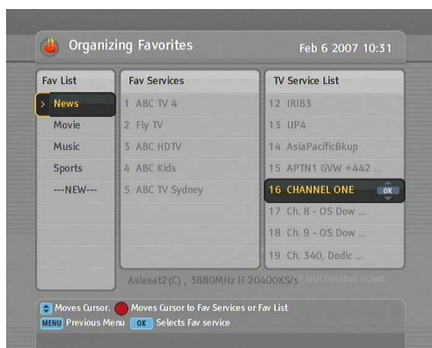 Organizing Favorites
Feb 6 2007 10:31
Fav List
Fav Services
TV Service List
> News
Movie
Music
Sports
---NEW---
1 ABC TV 4
2 Fly TV
3 ABC HDTV
4 ABC Kids
5 ABC TV Sydney
12 IRIB3
13 UP4
14 AsiaPacificBkup
15 APTN1 GVW +442 ...
16 CHANNEL ONE OK
17 Ch. 8 - OS Dow ...
18 Ch. 9 - OS Dow ...
19 Ch. 340, Dedic ...
Asiasat2(C) , 3880MHz H 20400KS/s
MULTIMEDIA HOME
Moves Cursor. Moves Cursor to Fav Services or Fav List
MENU Previous Menu OK Selects Fav service